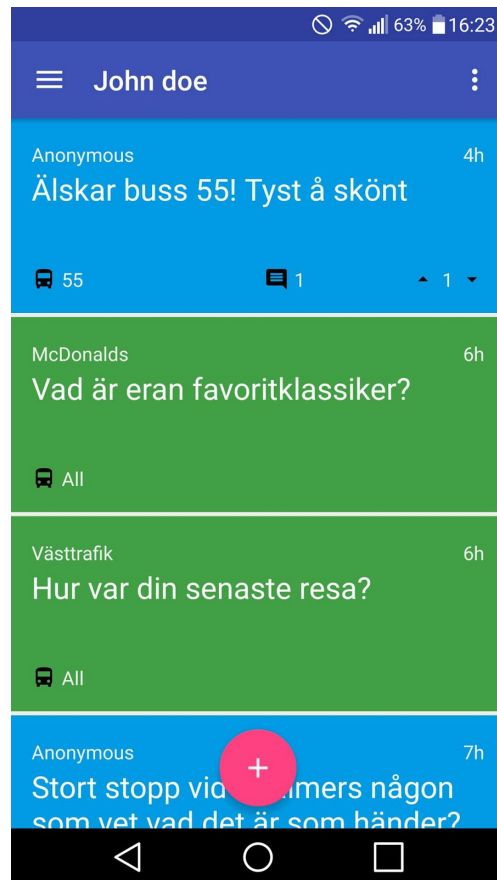 63% 16:23
John doe
Anonymous 4h
Älskar buss 55! Tyst å skönt
55 1 1
McDonalds 6h
Vad är eran favoritklassiker?
All
Västtrafik 6h
Hur var din senaste resa?
All
Anonymous 7h
Stort stopp vid någon
som vet vad det är som händer?